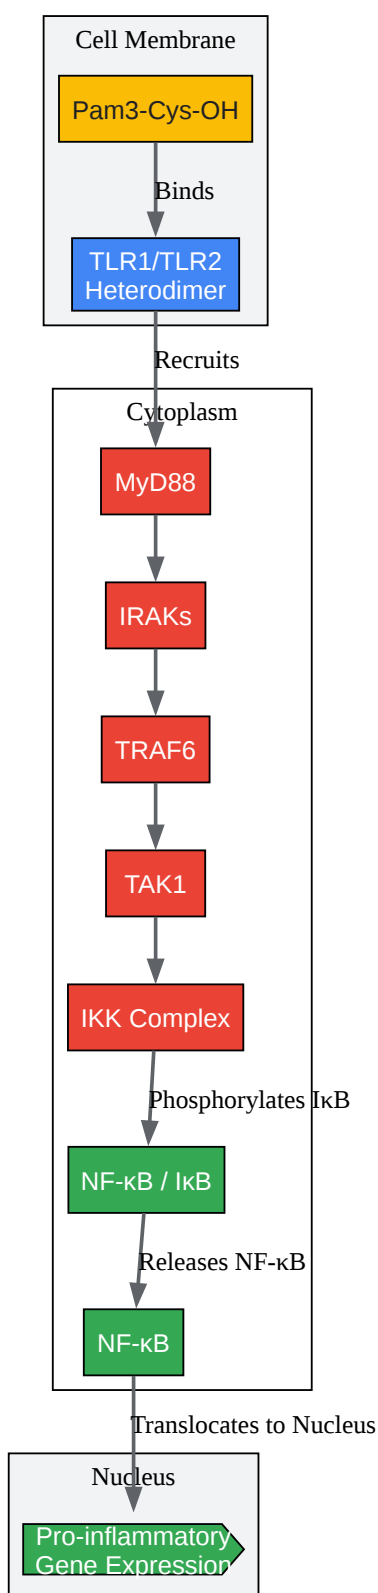 Cell Membrane
Pam3-Cys-OH
Binds
TLR1/TLR2
Heterodimer
Recruits
Cytoplasm
MyD88
IRAKs
TRAF6
TAK1
IKK Complex
Phosphorylates IκB
NF-κB / IκB
Releases NF-κB
NF-κB
Translocates to Nucleus
Nucleus
Pro-inflammatory
Gene Expression